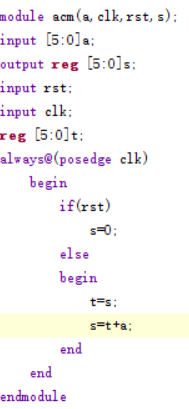 module acm(a,clk,rst,s);
input [5:0]a;
output reg [5:0]s;
input rst;
input clk;
reg [5:0]t;
always@(posedge clk)
begin
if(rst)
s=0;
else
begin
t=s;
s=t+a;
end
end
endmodule